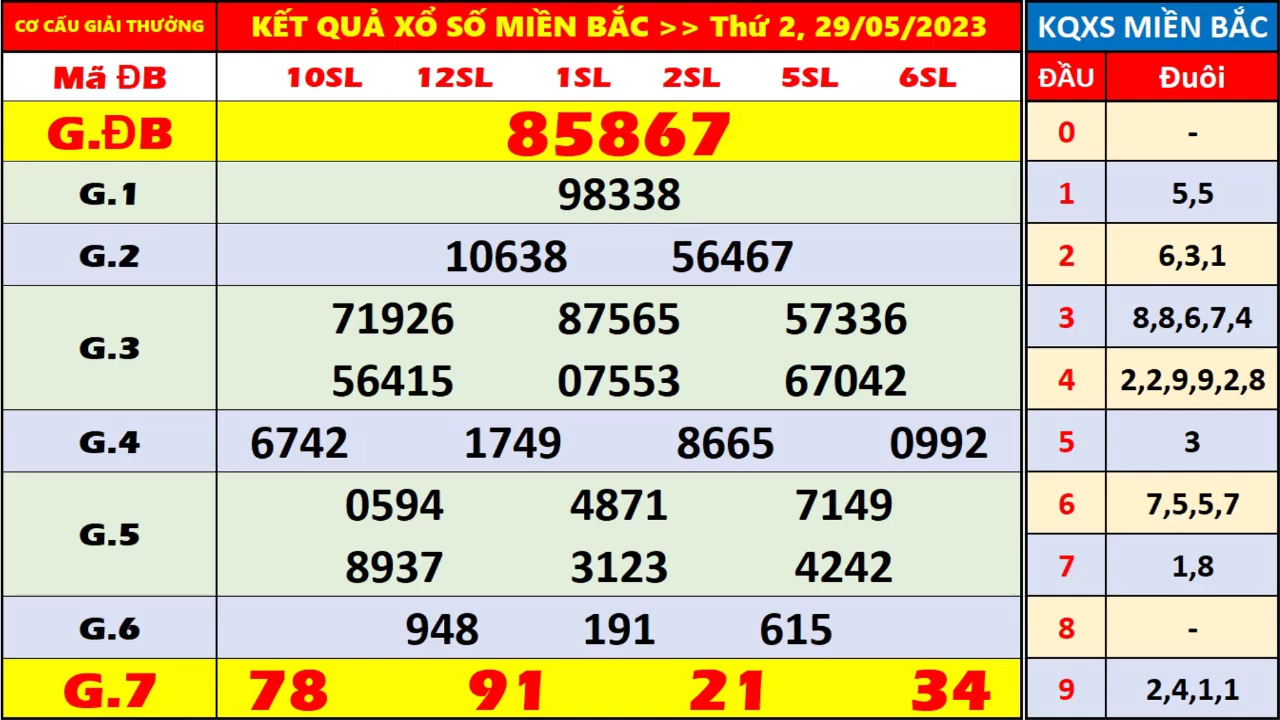 CƠ CẤU GIẢI THƯỞNG KẾT QUẢ XỔ SỐ MIỀN BẮC >> Thứ 2, 29/05/2023 KQXS MIỀN BẮC
Mã ĐB 10SL 12SL 1SL 2SL 5SL 6SL ĐẦU Đuôi
G.ĐB 85867 0 -
G.1 98338 1 5,5
G.2 10638 56467 2 6,3,1
G.3 71926 87565 57336 3 8,8,6,7,4
56415 07553 67042 4 2,2,9,9,2,8
G.4 6742 1749 8665 0992 5 3
G.5 0594 4871 7149 6 7,5,5,7
8937 3123 4242 7 1,8
G.6 948 191 615 8 -
G.7 78 91 21 34 9 2,4,1,1